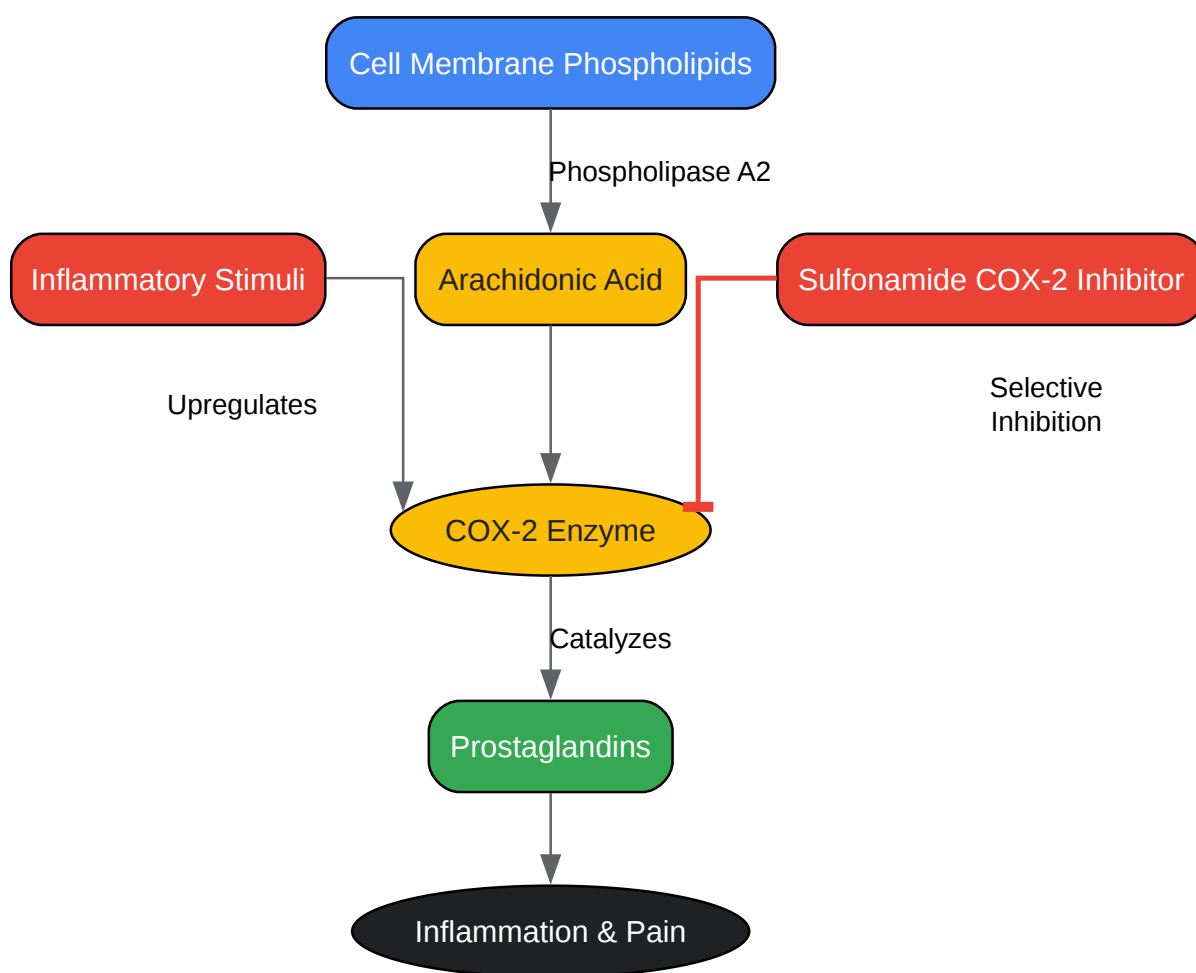 Cell Membrane Phospholipids
Phospholipase A2
Inflammatory Stimuli
Arachidonic Acid
Sulfonamide COX-2 Inhibitor
Upregulates
Selective
Inhibition
COX-2 Enzyme
Catalyzes
Prostaglandins
Inflammation & Pain